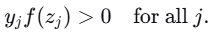 y_j f(z_j) > 0 for all j.